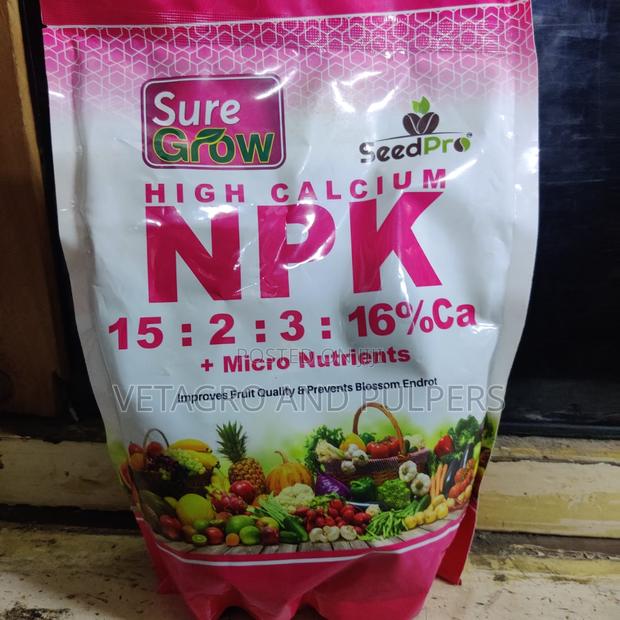 Sure
Grow
SeedPro
HIGH CALCIUM
NPK
15 : 2 : 3 : 16%Ca
+ Micro Nutrients
POSTED ON JIJI
Improves Fruit Quality & Prevents Blossom Endrot
VETAGRO AND PULPERS